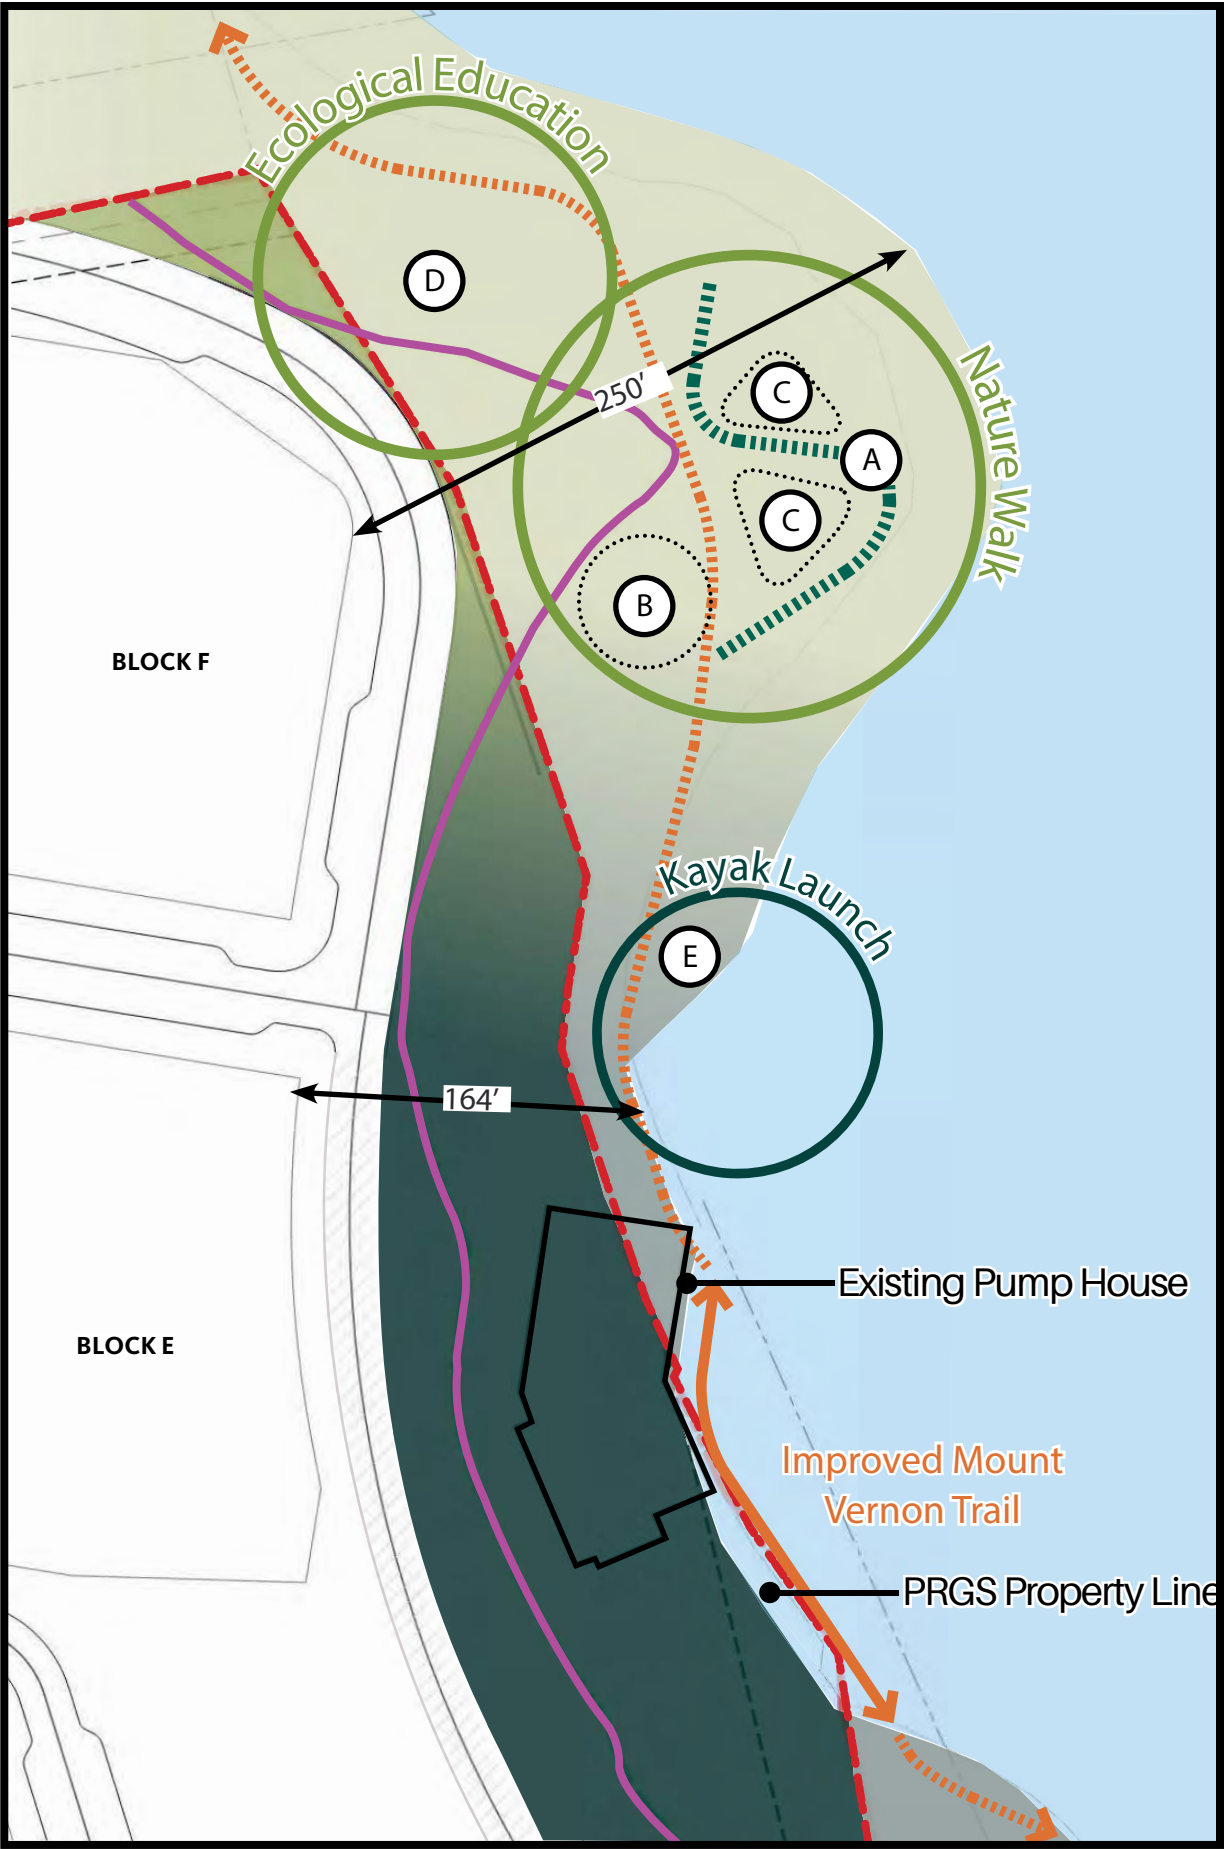 Ecological Education
D
250’
C
Nature Walk
A
C
B
BLOCK F
Kayak Launch
E
164’
Existing Pump House
BLOCK E
Improved Mount
Vernon Trail
PRGS Property Line